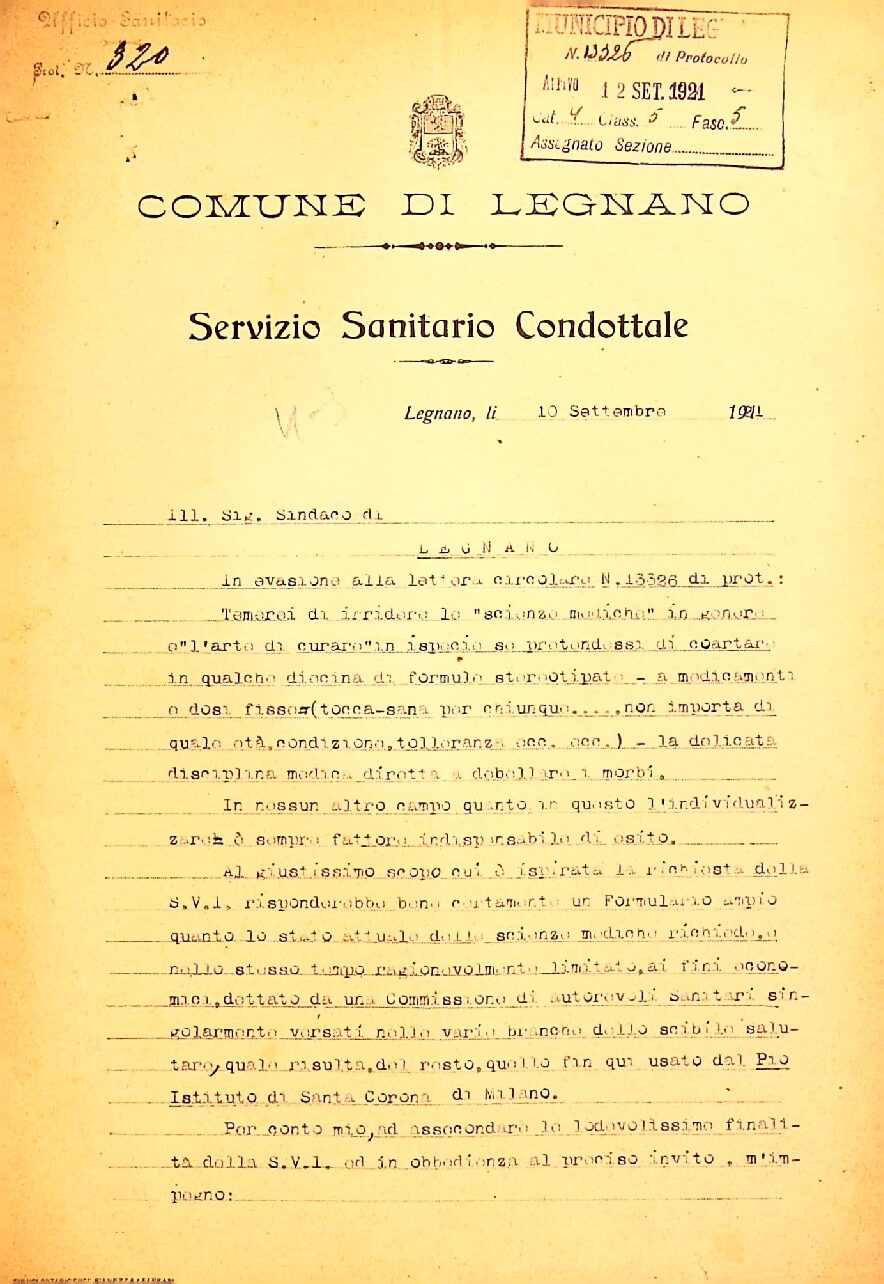 Ufficio Sanitario
Prot. N. 320
MUNICIPIO DI LEG
N. 13326 di Protocollo
Arrivo 12 SET. 1921
Cat. 4 Class. 5 Fasc. 5
Assegnato Sezione
COMUNE DI LEGNANO
Servizio Sanitario Condottale
Legnano, li 10 Settembre 1921
ill. Sig. Sindaco di
LEGNANO
in evasione alla lettera circolare N.13326 di prot.:
Temerei di irridere le "scienze mediche" in genere
e"l'arte di curare"in ispecie se pretendessi di coartare
in qualche diecina di formule stereotipate - a medicamenti
e dosi fisse-(tocca-sana per chiunque....,non importa di
quale età,condizione,tolleranza ecc. ecc.) - la delicata
disciplina medica diretta a debellare i morbi.
In nessun altro campo quanto in questo l'individualiz-
zare è sempre fattore indispensabile di esito.
Al giustissimo scopo cui è ispirata la richiesta della
S.V.I. risponderebbe bene certamente un Formulario ampio
quanto lo stato attuale delle scienze mediche richiede,e
nello stesso tempo ragionevolmente limitato,ai fini econo-
mici,dettato da una Commissione di autorevoli Sanitari sin-
golarmente versati nelle varie branche dello scibile salu-
tare,quale risulta,del resto,quello fin qui usato dal Pio
Istituto di Santa Corona di Milano.
Per conto mio,ad assecondare le lodevolissime finali-
tà della S.V.I. ed in obbedienza al preciso invito , m'im-
pegno: